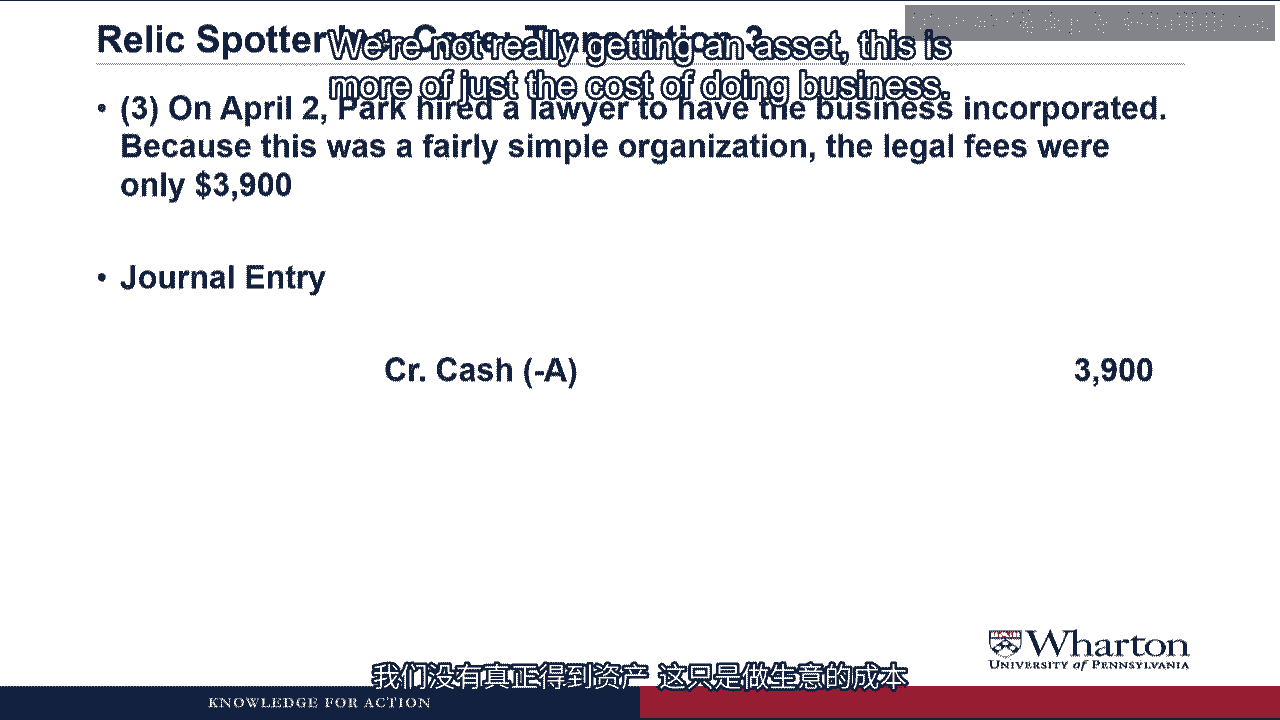 We're not really getting an asset, this is
more of just the cost of doing business.
Relic Spotter
• (3) On April 2, Park hired a lawyer to have the business incorporated.
Because this was a fairly simple organization, the legal fees were
only $3,900
• Journal Entry
Cr. Cash (-A) 3,900
Wharton
UNIVERSITY of PENNSYLVANIA
我们没有真正得到资产 这只是做生意的成本
KNOWLEDGE FOR ACTION